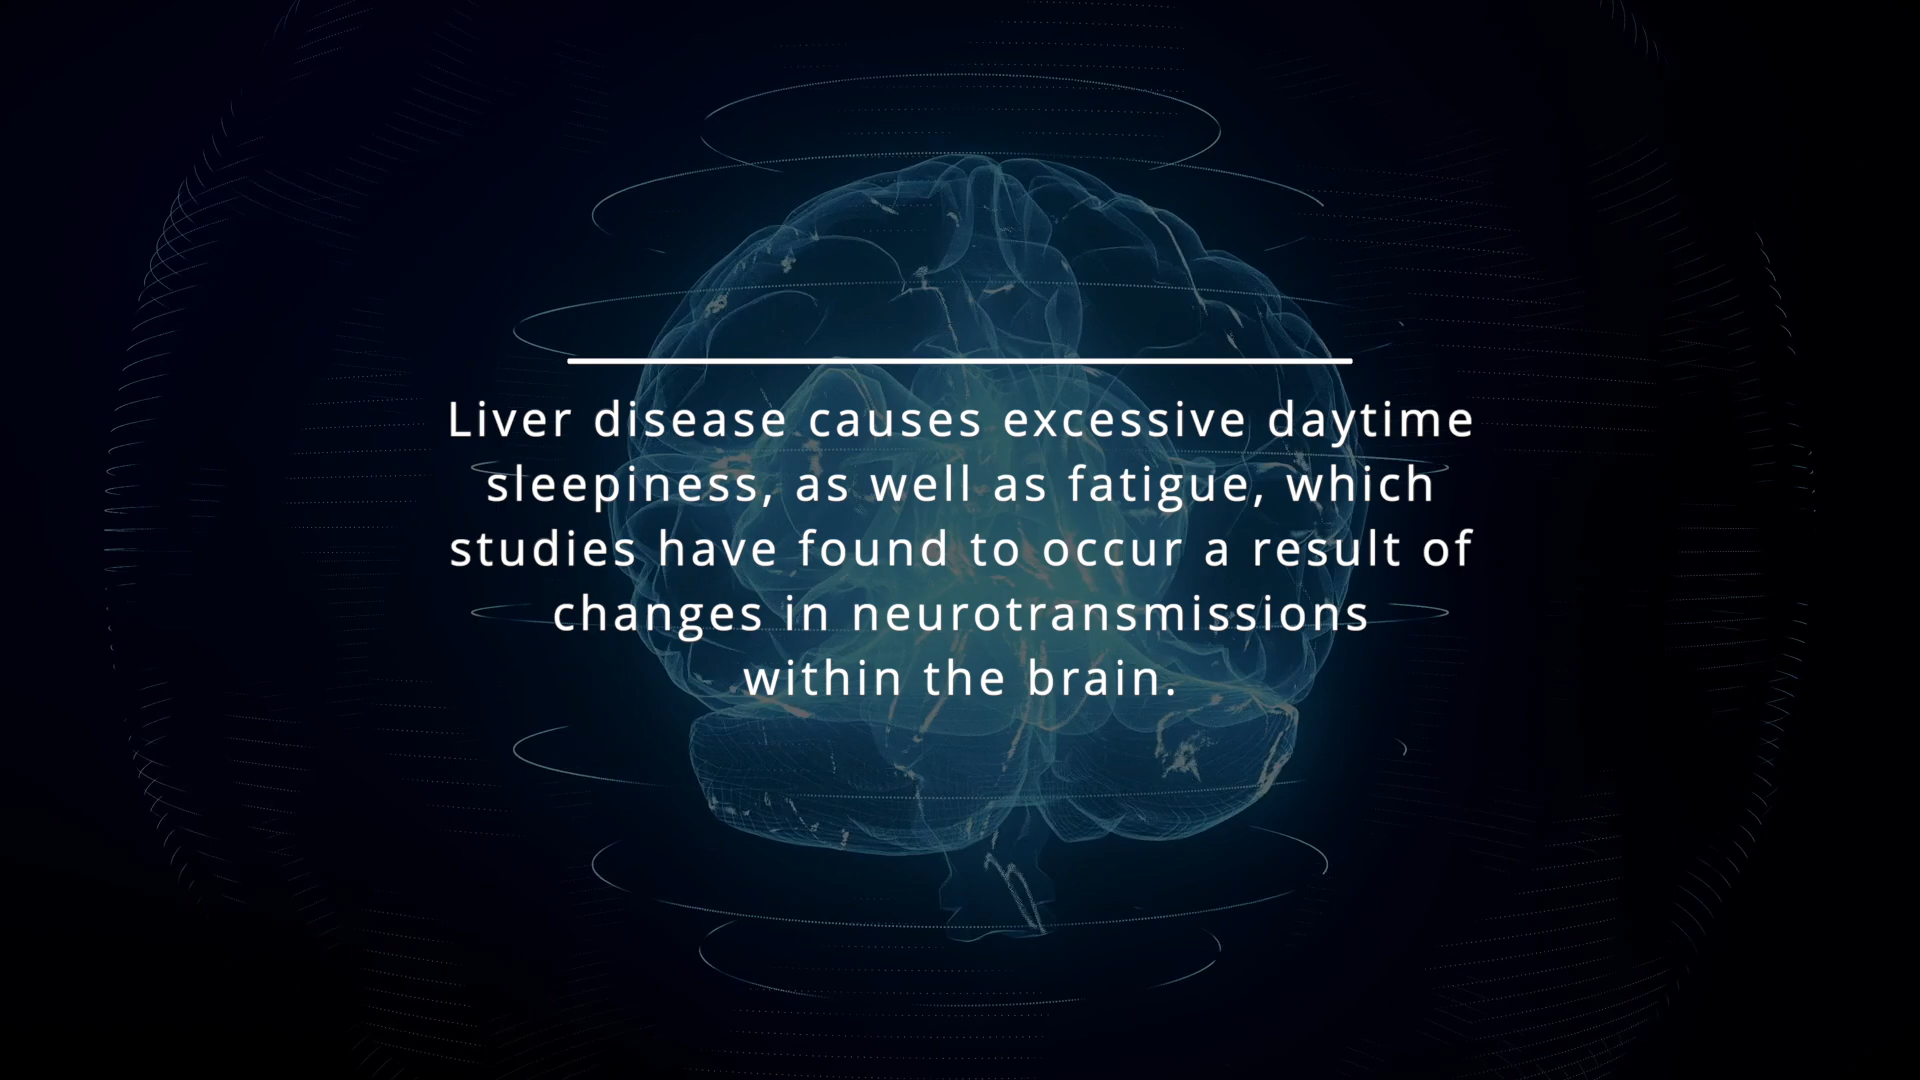 Liver disease causes excessive daytime
sleepiness, as well as fatigue, which
studies have found to occur a result of
changes in neurotransmissions
within the brain.